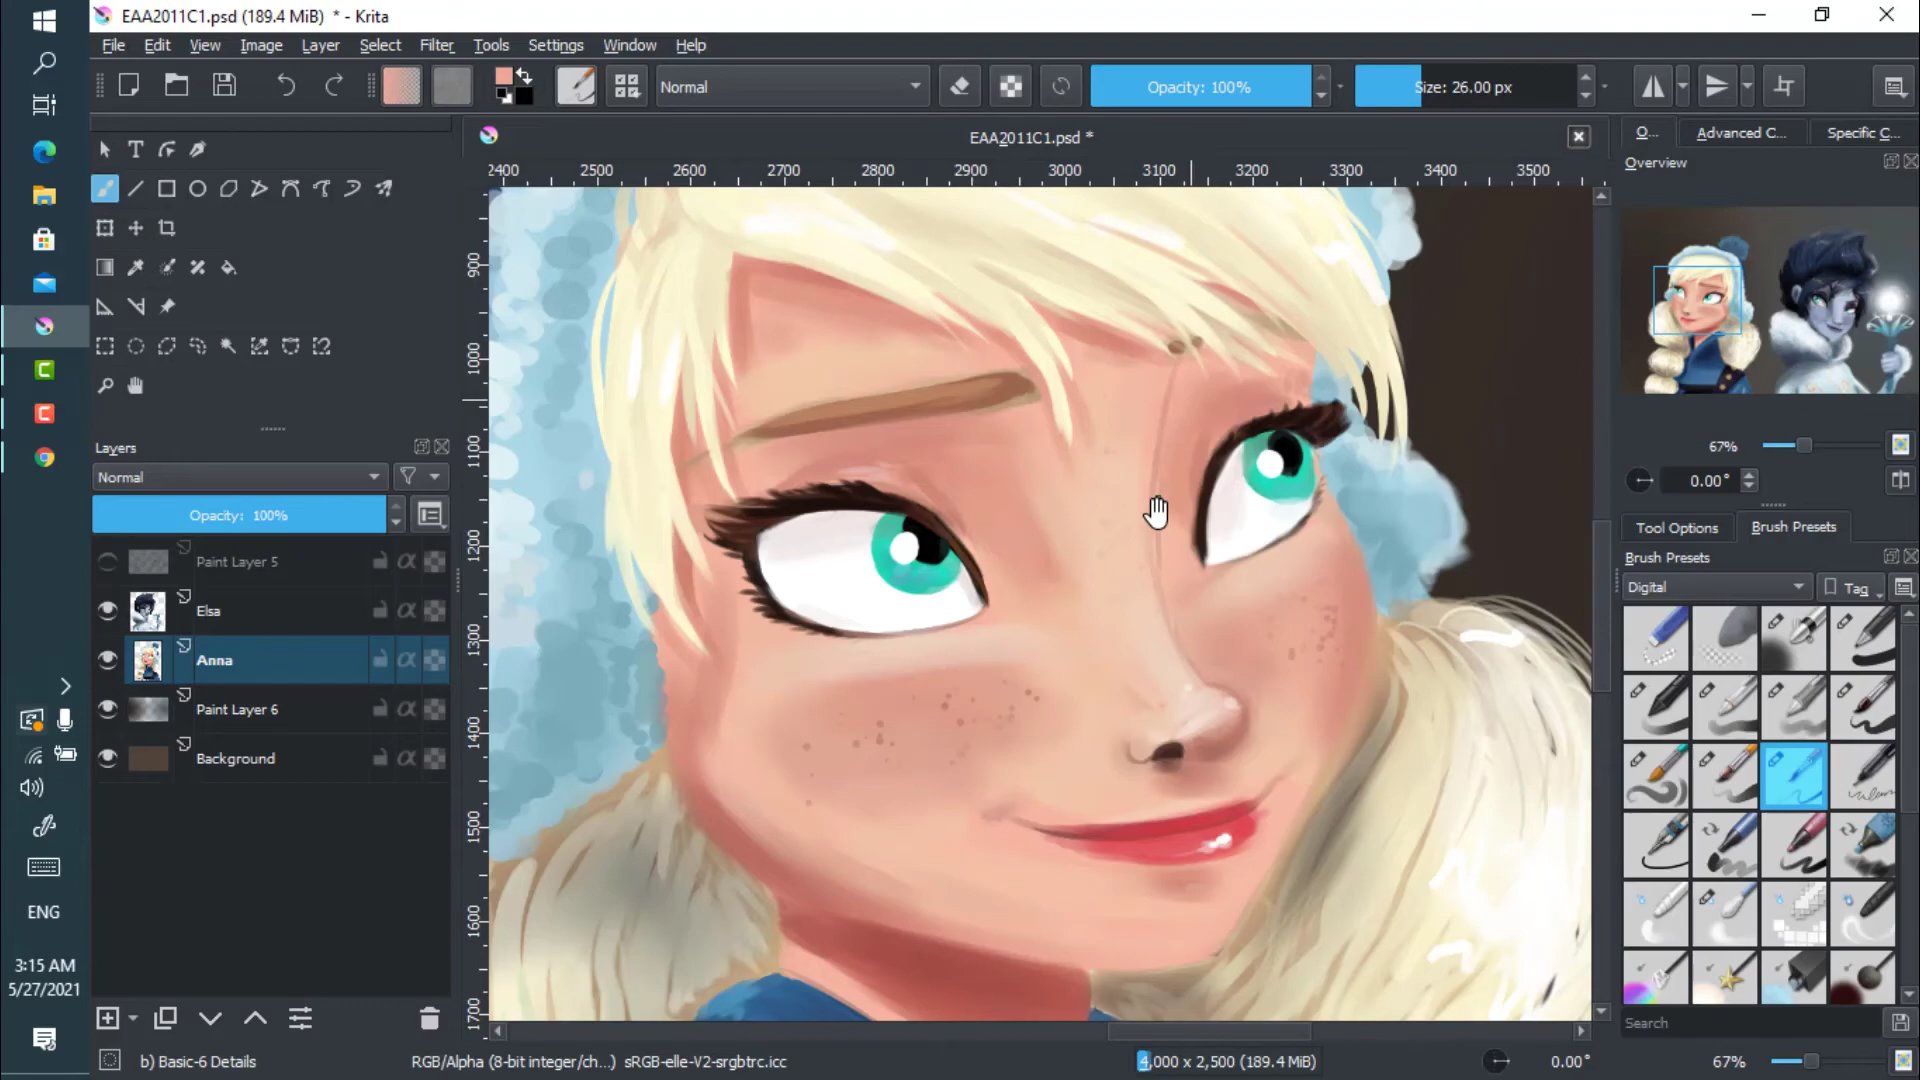 EAA2011C1.psd (189.4 MiB) * - Krita
File Edit View Image Layer Select Filter Tools Settings Window Help
Normal
Opacity: 100%
Size: 26.00 px
EAA2011C1.psd *
O... Advanced C... Specific C...
Overview
2400 2500 2600 2700 2800 2900 3000 3100 3200 3300 3400 3500
900
1000
1100
1200
1300
1400
1500
1600
1700
67%
0.00°
Layers
Normal
Opacity: 100%
Paint Layer 5
Elsa
Anna
Paint Layer 6
Background
Tool Options Brush Presets
Brush Presets
Digital
Tag
Search
ENG
3:15 AM
5/27/2021
b) Basic-6 Details
RGB/Alpha (8-bit integer/ch...) sRGB-elle-V2-srgbtrc.icc
4,000 x 2,500 (189.4 MiB)
0.00°
67%